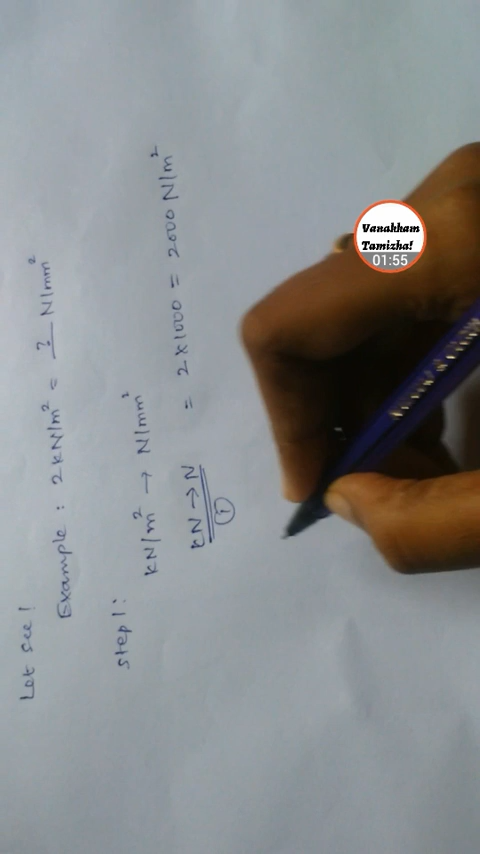 Let see!
Example : 2 kN/m² = ? N/mm²
Step 1:
kN/m² → N/mm²
kN → N = 2 x 1000 = 2000 N/m²
①
Vanakham
Tamizha!
01:55